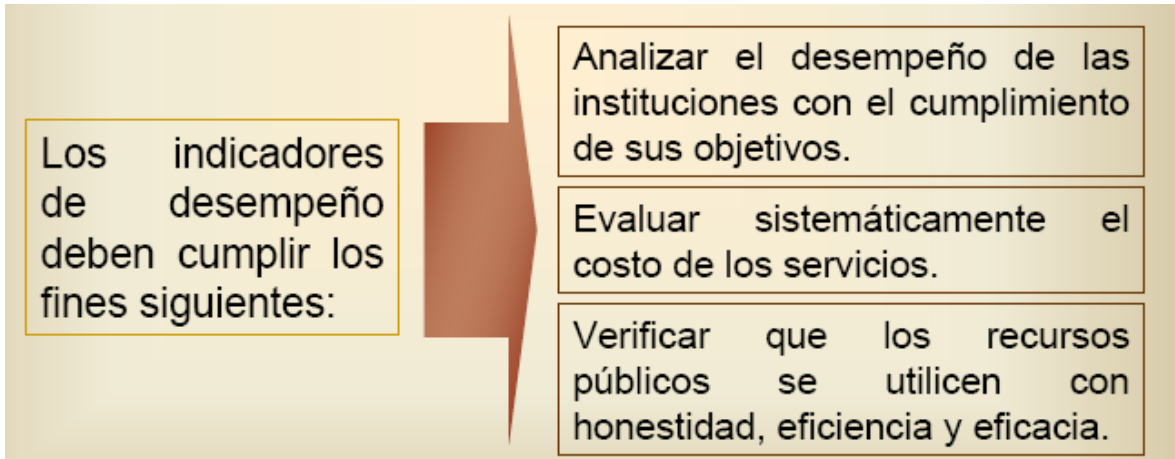 Los indicadores
de desempeño
deben cumplir los
fines siguientes:
Analizar el desempeño de las
instituciones con el cumplimiento
de sus objetivos.
Evaluar sistemáticamente el
costo de los servicios.
Verificar que los recursos
públicos se utilicen con
honestidad, eficiencia y eficacia.